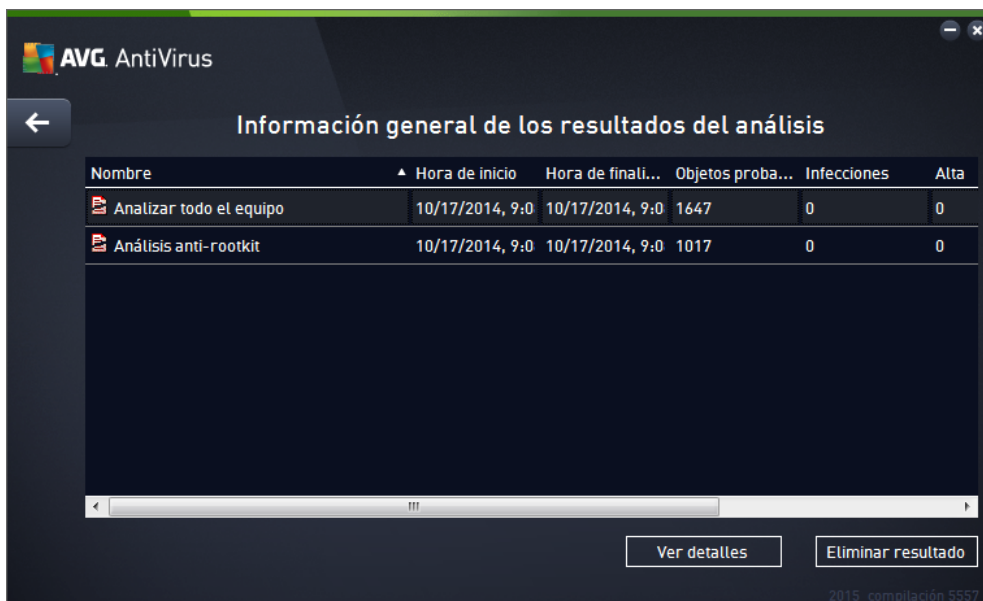 AVG. AntiVirus
Información general de los resultados del análisis
Nombre Hora de inicio Hora de finali... Objetos proba... Infecciones Alta
Analizar todo el equipo 10/17/2014, 9:0 10/17/2014, 9:0 1647 0 0
Análisis anti-rootkit 10/17/2014, 9:0 10/17/2014, 9:0 1017 0 0
Ver detalles Eliminar resultado
2015 compilación 5557